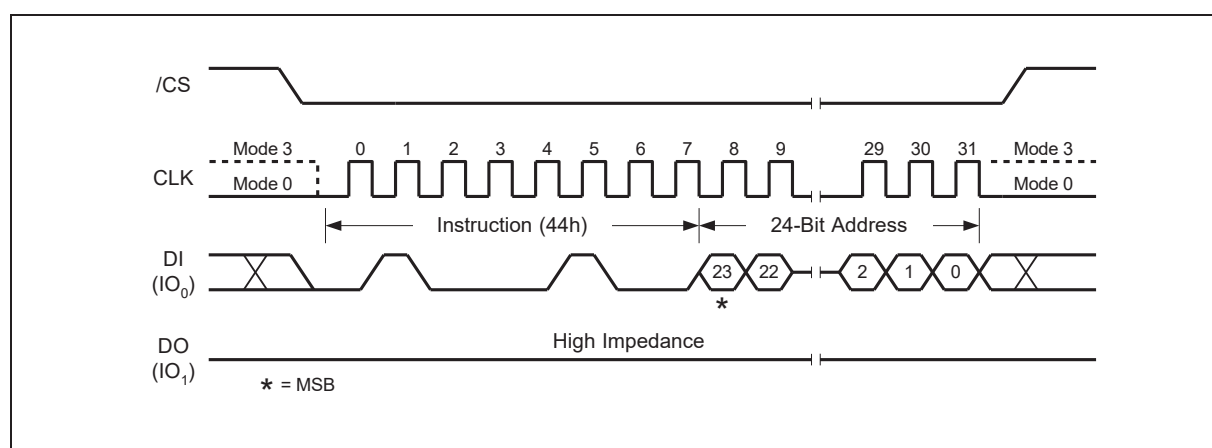 /CS
Mode 3 0 1 2 3 4 5 6 7 8 9 29 30 31 Mode 3
CLK Mode 0 Mode 0
Instruction (44h) 24-Bit Address
DI
(IO0) 23 22 2 1 0
*
DO High Impedance
(IO1)
* = MSB